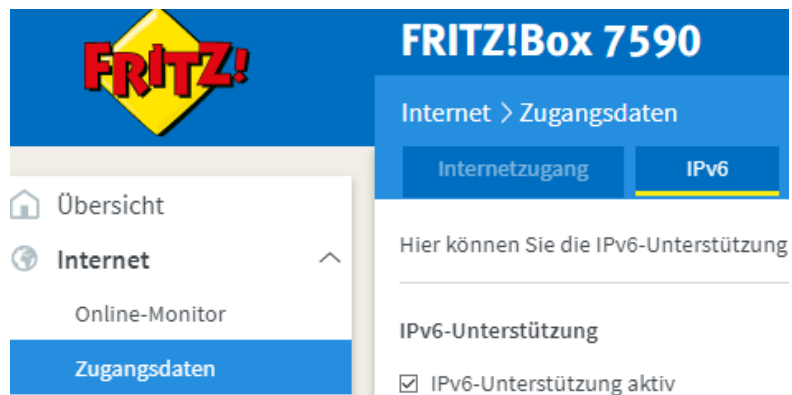 FRITZ!
FRITZ!Box 7590
Internet > Zugangsdaten
Internetzugang
IPv6
Übersicht
Internet
Online-Monitor
Zugangsdaten
Hier können Sie die IPv6-Unterstützung
IPv6-Unterstützung
IPv6-Unterstützung aktiv